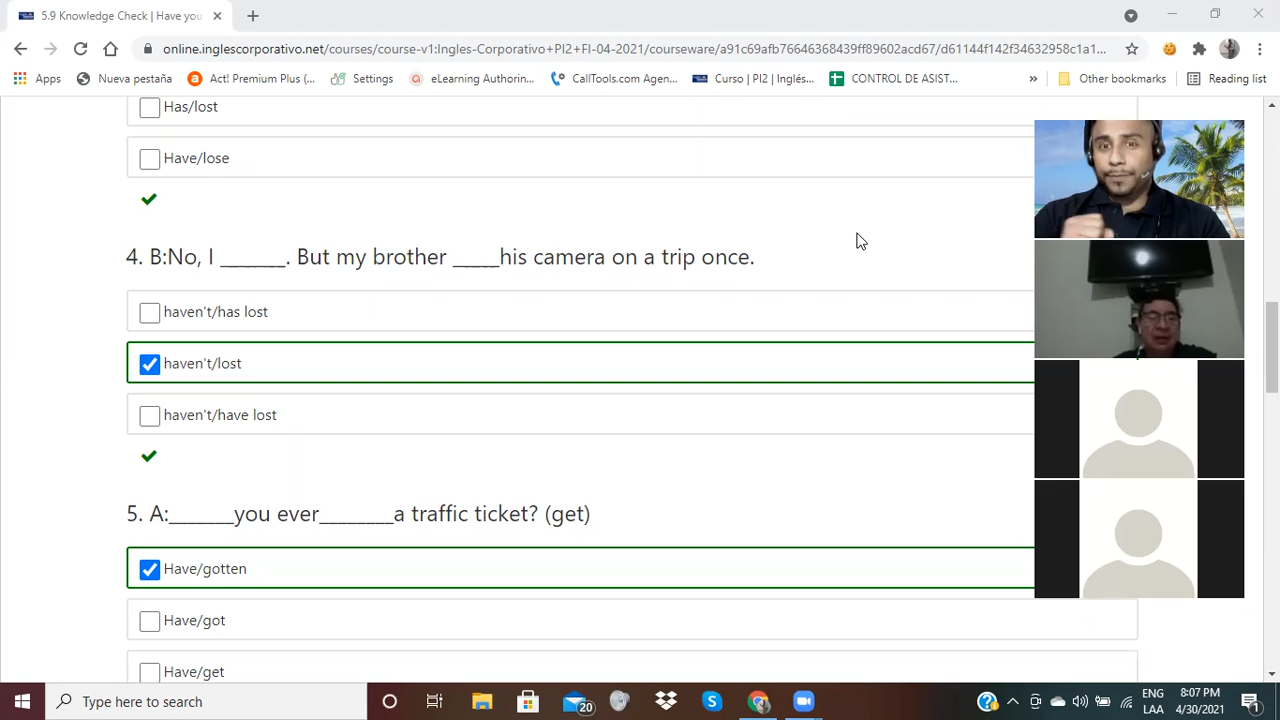 5.9 Knowledge Check | Have you
online.inglescorporativo.net/courses/course-v1:Ingles-Corporativo+PI2+FI-04-2021/courseware/a91c69afb76646368439ff89602acd67/d61144f142f34632958c1a1...
Apps
Nueva pestaña
Act! Premium Plus (...
Settings
eLearning Authorin...
CallTools.com Agen...
Curso | PI2 | Inglés...
CONTROL DE ASIST...
»
Other bookmarks
Reading list
Has/lost
Have/lose
4. B:No, I _______. But my brother _____his camera on a trip once.
haven't/has lost
haven't/lost
haven't/have lost
5. A:_______you ever________a traffic ticket? (get)
Have/gotten
Have/got
Have/get
Type here to search
20
ENG
LAA
8:07 PM
4/30/2021
1